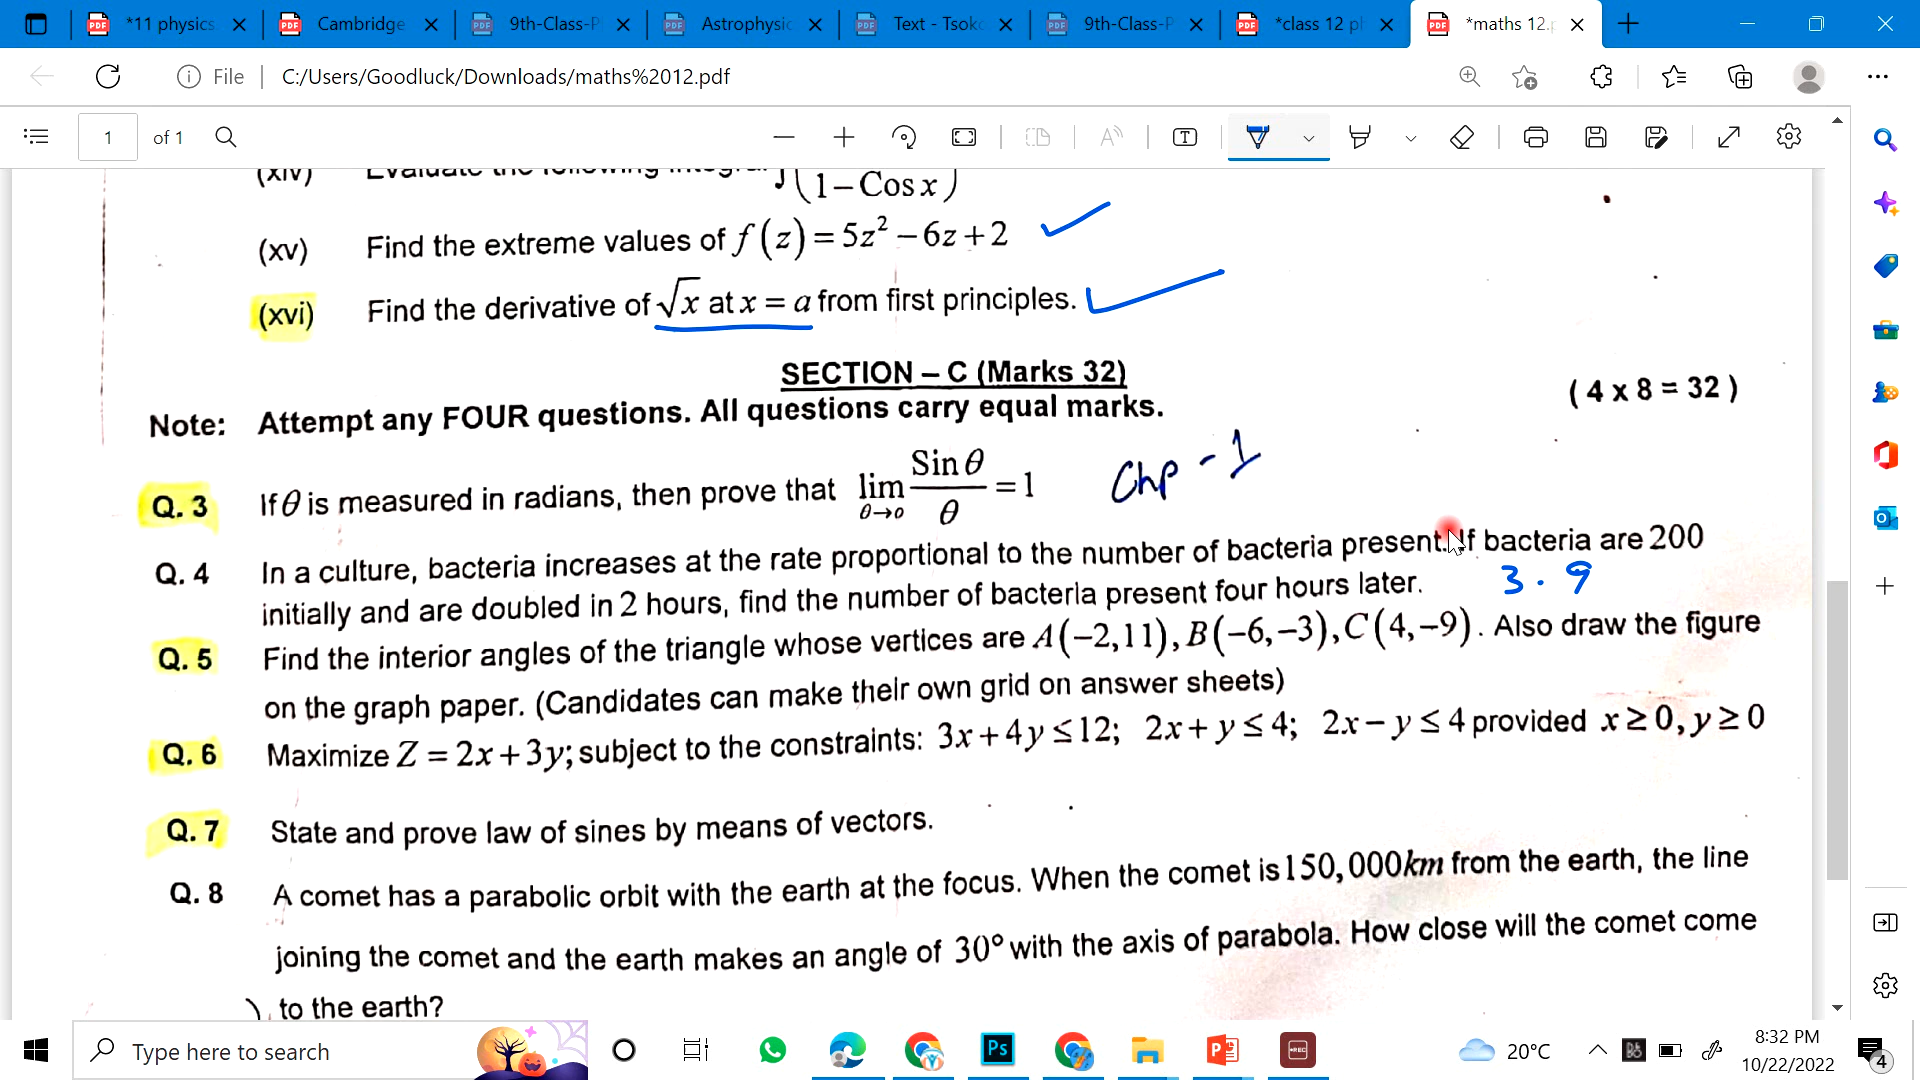 *11 physics
Cambridge
9th-Class-P
Astrophysic
Text - Tsok
9th-Class-P
*class 12 p
*maths 12.p
File
C:/Users/Goodluck/Downloads/maths%2012.pdf
1 of 1
(xiv) Evaluate the following integral ∫( 1 – Cos x )
(xv) Find the extreme values of f (z) = 5z² – 6z + 2
(xvi) Find the derivative of √x at x = a from first principles.
SECTION – C (Marks 32)
Note: Attempt any FOUR questions. All questions carry equal marks. ( 4 x 8 = 32 )
Q. 3 If θ is measured in radians, then prove that lim θ→o Sin θ / θ = 1 Chp - 1
Q. 4 In a culture, bacteria increases at the rate proportional to the number of bacteria present. If bacteria are 200
initially and are doubled in 2 hours, find the number of bacteria present four hours later. 3.9
Q. 5 Find the interior angles of the triangle whose vertices are A(−2,11), B(−6,−3), C(4,−9). Also draw the figure
on the graph paper. (Candidates can make their own grid on answer sheets)
Q. 6 Maximize Z = 2x + 3y; subject to the constraints: 3x + 4y ≤ 12; 2x + y ≤ 4; 2x − y ≤ 4 provided x ≥ 0, y ≥ 0
Q. 7 State and prove law of sines by means of vectors.
Q. 8 A comet has a parabolic orbit with the earth at the focus. When the comet is 150,000km from the earth, the line
joining the comet and the earth makes an angle of 30° with the axis of parabola. How close will the comet come
to the earth?
Type here to search
Ps
REC
20°C
8:32 PM
10/22/2022
4